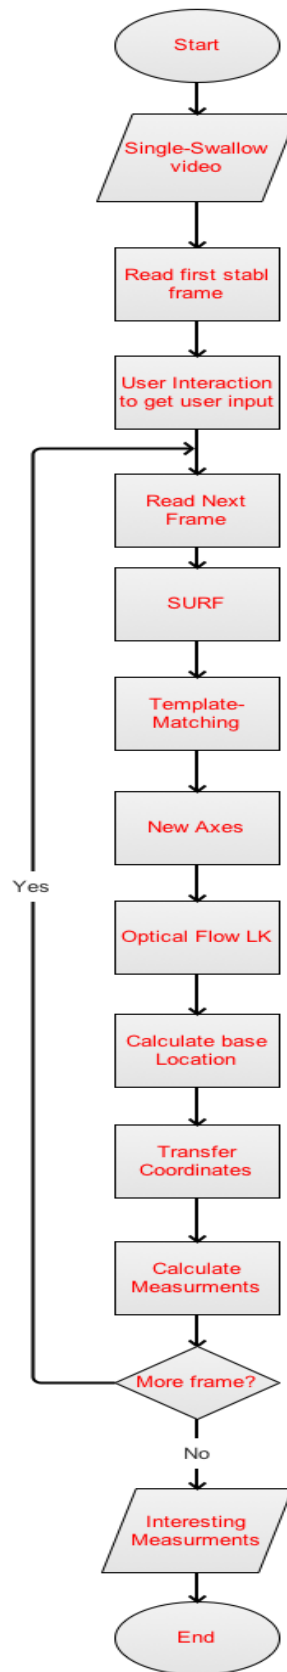 Start
Single-Swallow
video
Read first stabl
frame
User Interaction
to get user input
Read Next
Frame
SURF
Template-
Matching
New Axes
Yes
Optical Flow LK
Calculate base
Location
Transfer
Coordinates
Calculate
Measurments
More frame?
No
Interesting
Measurments
End